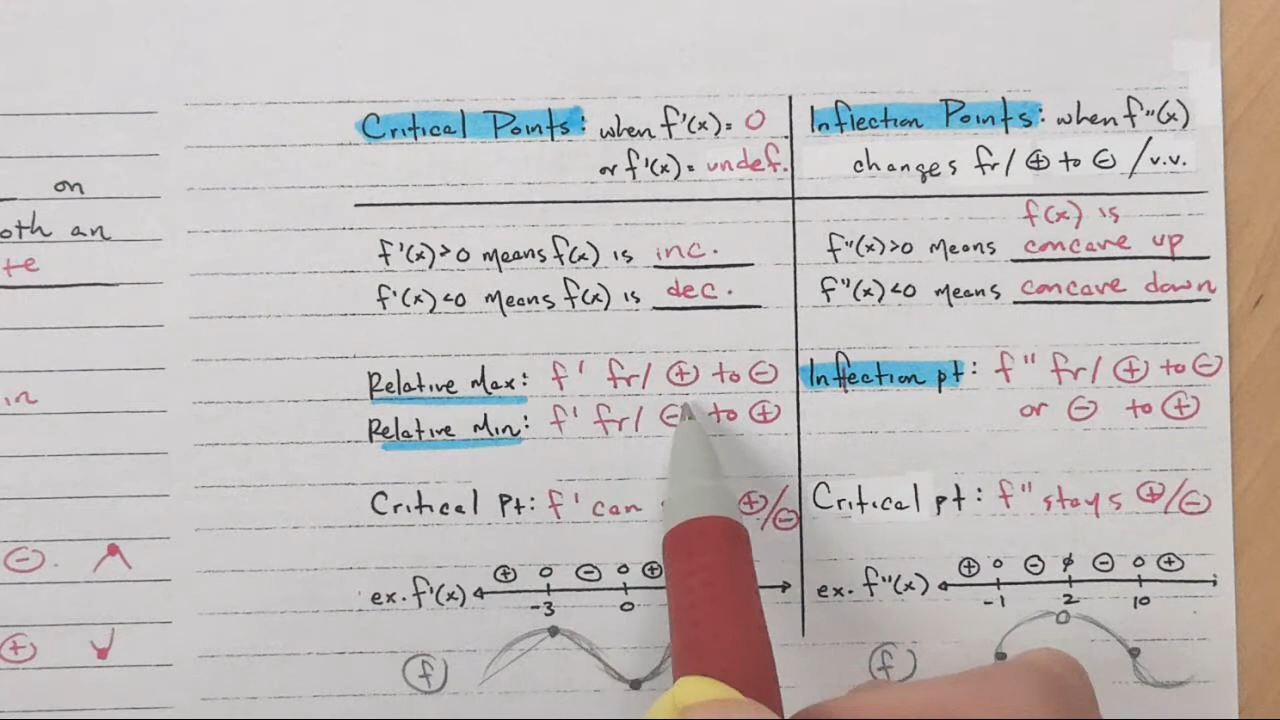 on
oth an
te
in
⊖.
⊕
Critical Points: when f'(x)= 0
or f'(x)= undef.
f'(x)>0 means f(x) is inc.
f'(x)<0 means f(x) is dec.
Relative Max: f' fr/ ⊕ to ⊖
Relative Min: f' fr/ ⊖ to ⊕
Critical Pt: f' can ⊕/⊖
ex. f'(x) ⊕ 0 ⊖ 0 ⊕
-3 0
f
Inflection Points: when f"(x)
changes fr/ ⊕ to ⊖ /v.v.
f(x) is
f"(x)>0 means concave up
f"(x)<0 means concave down
Inflection pt: f" fr/ ⊕ to ⊖
or ⊖ to ⊕
Critical pt: f" stays ⊕/⊖
ex. f"(x) ⊕ 0 ⊖ ø ⊖ 0 ⊕
-1 2 10
f